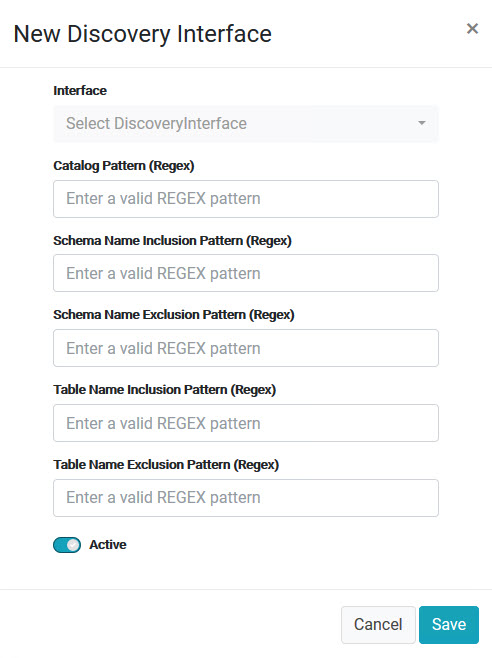 New Discovery Interface
×
Interface
Select DiscoveryInterface
Catalog Pattern (Regex)
Enter a valid REGEX pattern
Schema Name Inclusion Pattern (Regex)
Enter a valid REGEX pattern
Schema Name Exclusion Pattern (Regex)
Enter a valid REGEX pattern
Table Name Inclusion Pattern (Regex)
Enter a valid REGEX pattern
Table Name Exclusion Pattern (Regex)
Enter a valid REGEX pattern
Active
Cancel Save